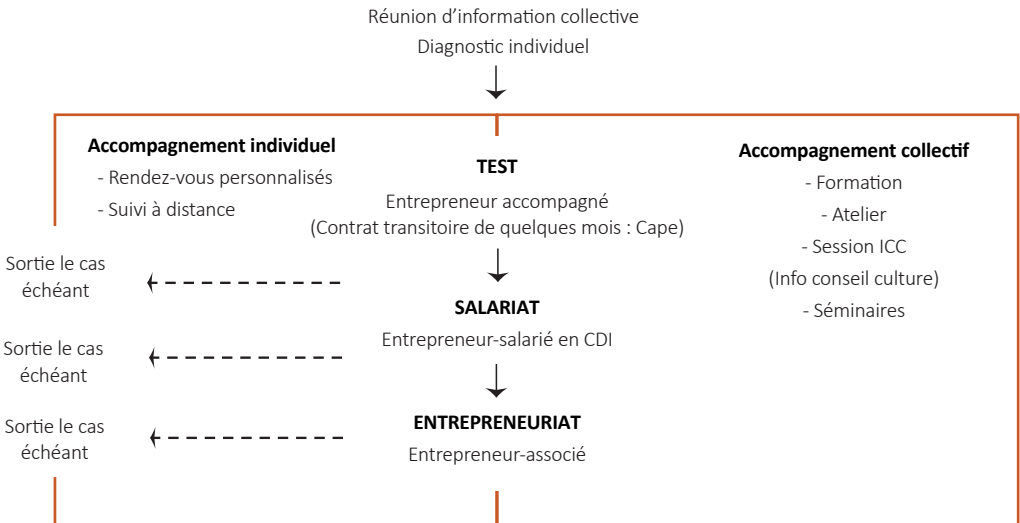 Réunion d’information collective
Diagnostic individuel
Accompagnement individuel
- Rendez-vous personnalisés
- Suivi à distance
TEST
Entrepreneur accompagné
(Contrat transitoire de quelques mois : Cape)
Accompagnement collectif
- Formation
- Atelier
- Session ICC
(Info conseil culture)
- Séminaires
Sortie le cas
échéant
SALARIAT
Entrepreneur-salarié en CDI
Sortie le cas
échéant
ENTREPRENEURIAT
Entrepreneur-associé
Sortie le cas
échéant